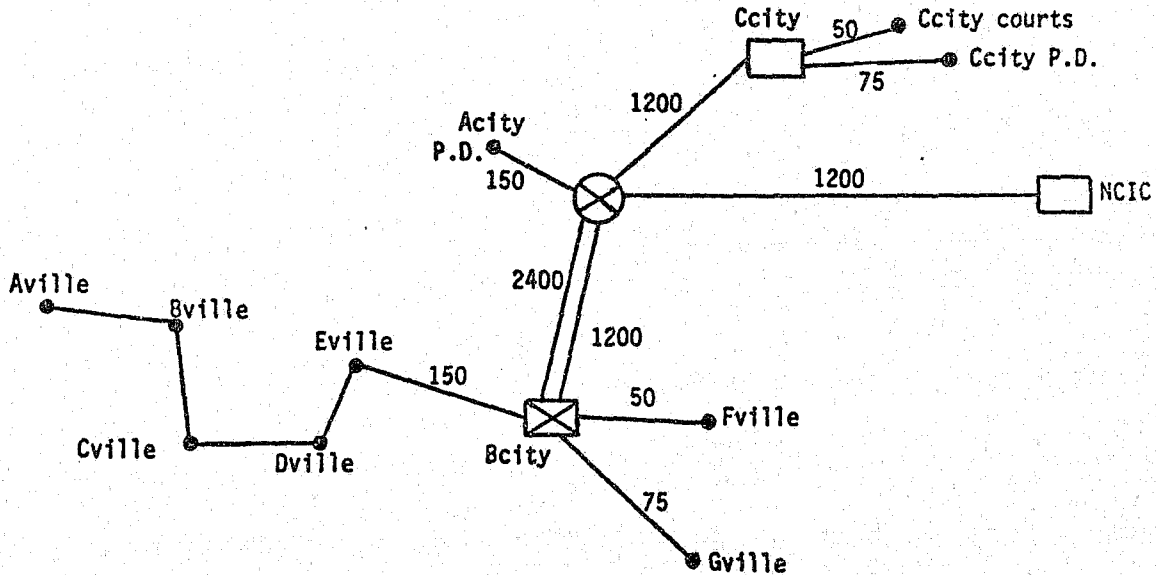 Ccity
50
Ccity courts
Ccity P.D.
75
1200
Acity
P.D.
150
1200
NCIC
2400
1200
Aville
Bville
Eville
150
Cville
Dville
50
Fville
Bcity
75
Gville